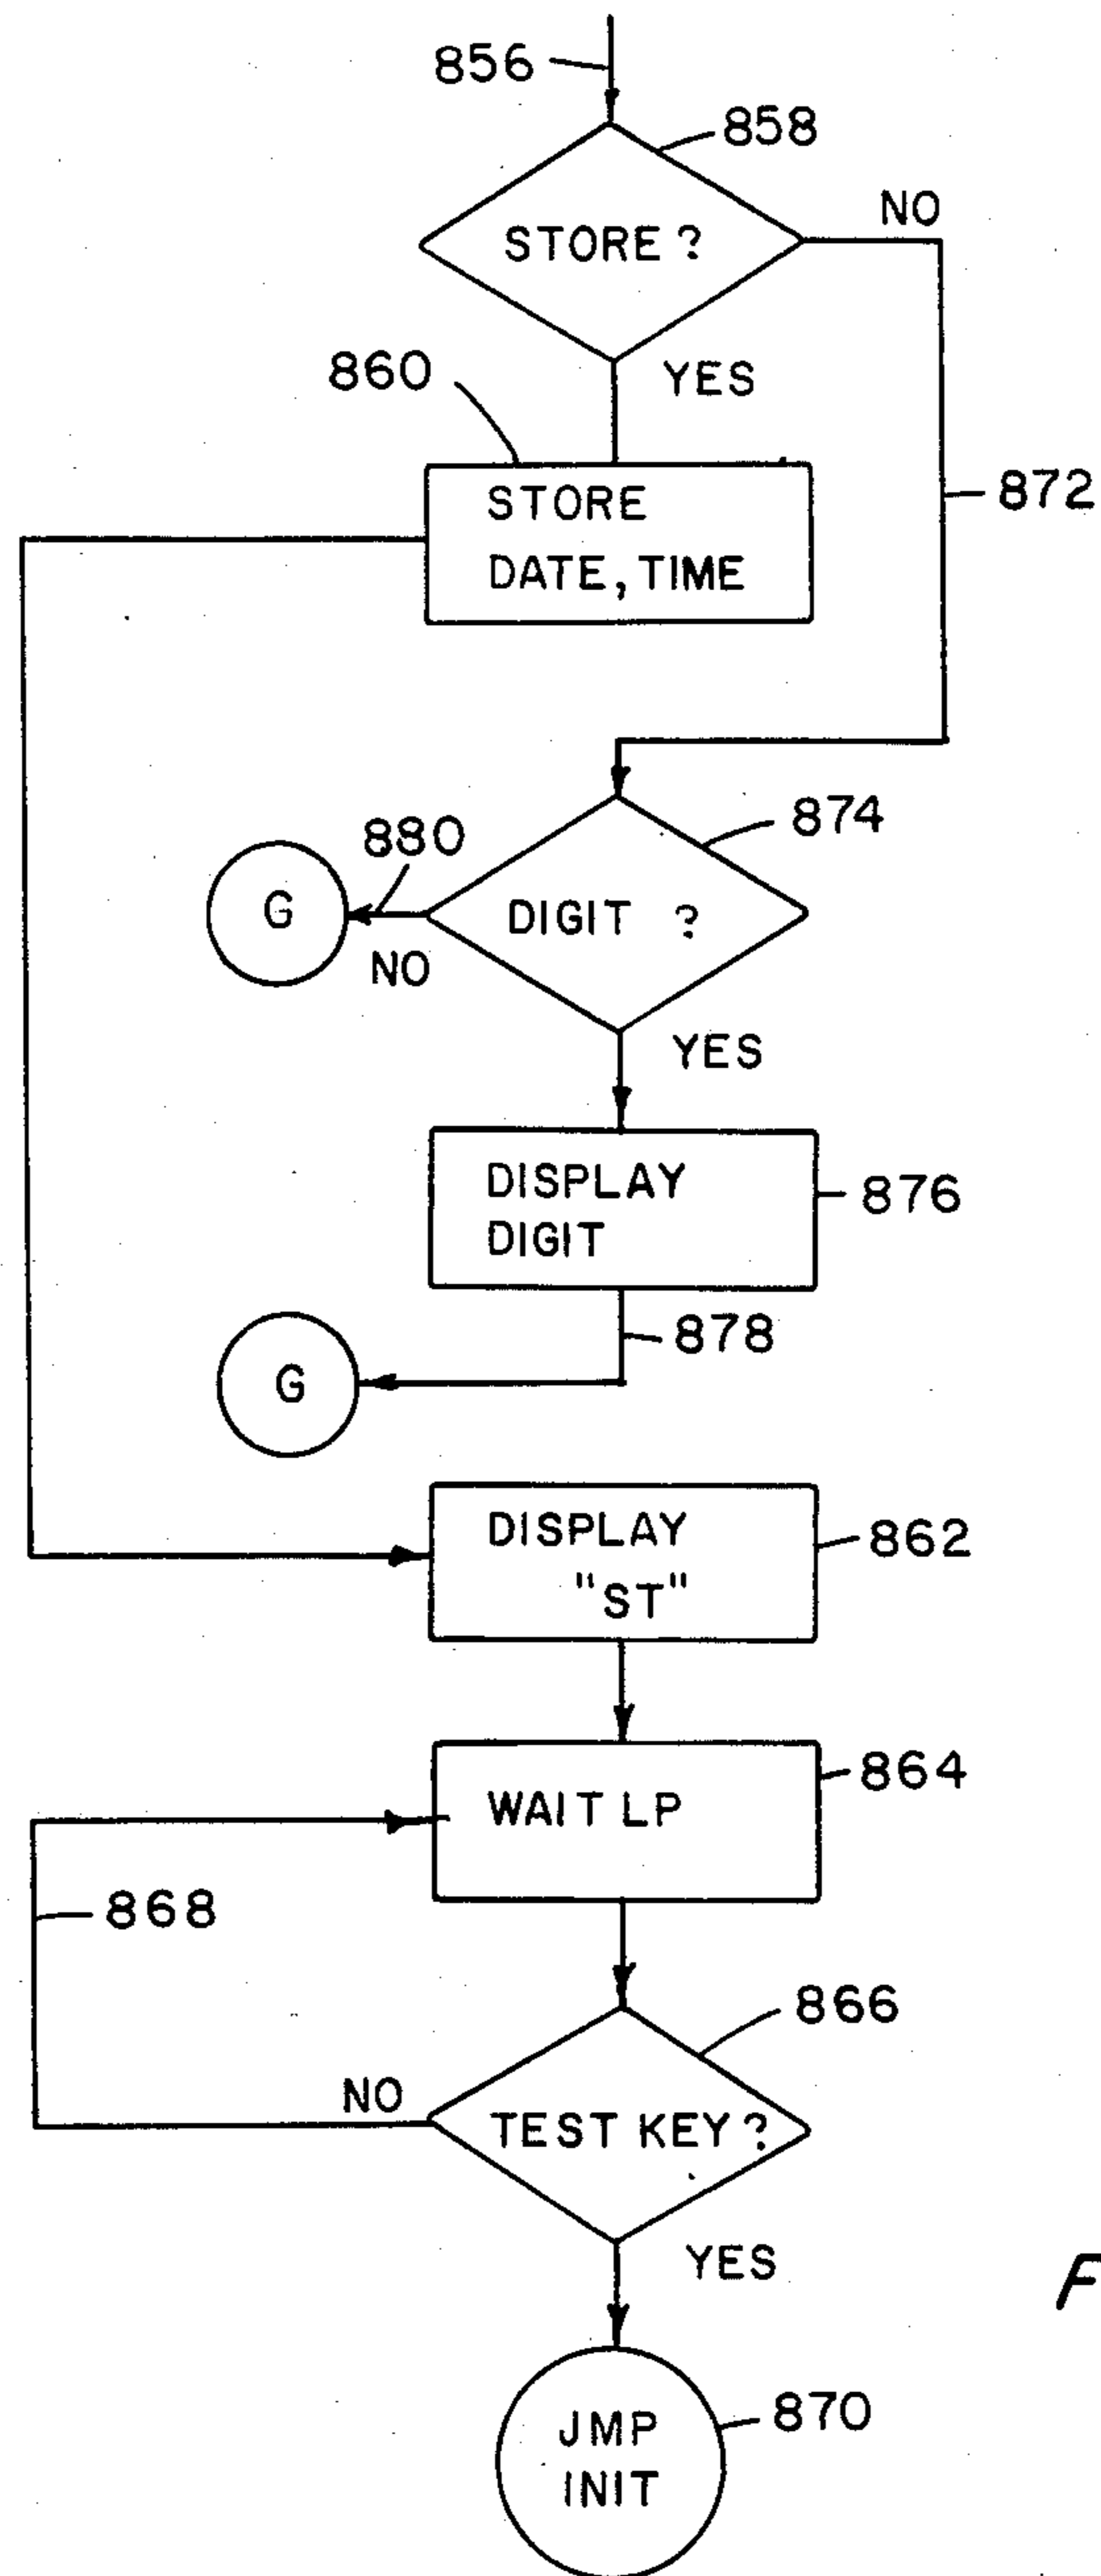 856
858
NO
STORE ?
860
YES
STORE
DATE, TIME
872
874
880
G
DIGIT ?
NO
YES
DISPLAY
DIGIT
876
878
G
DISPLAY
"ST"
862
WAIT LP
864
868
866
NO
TEST KEY ?
YES
F
JMP
INIT
870